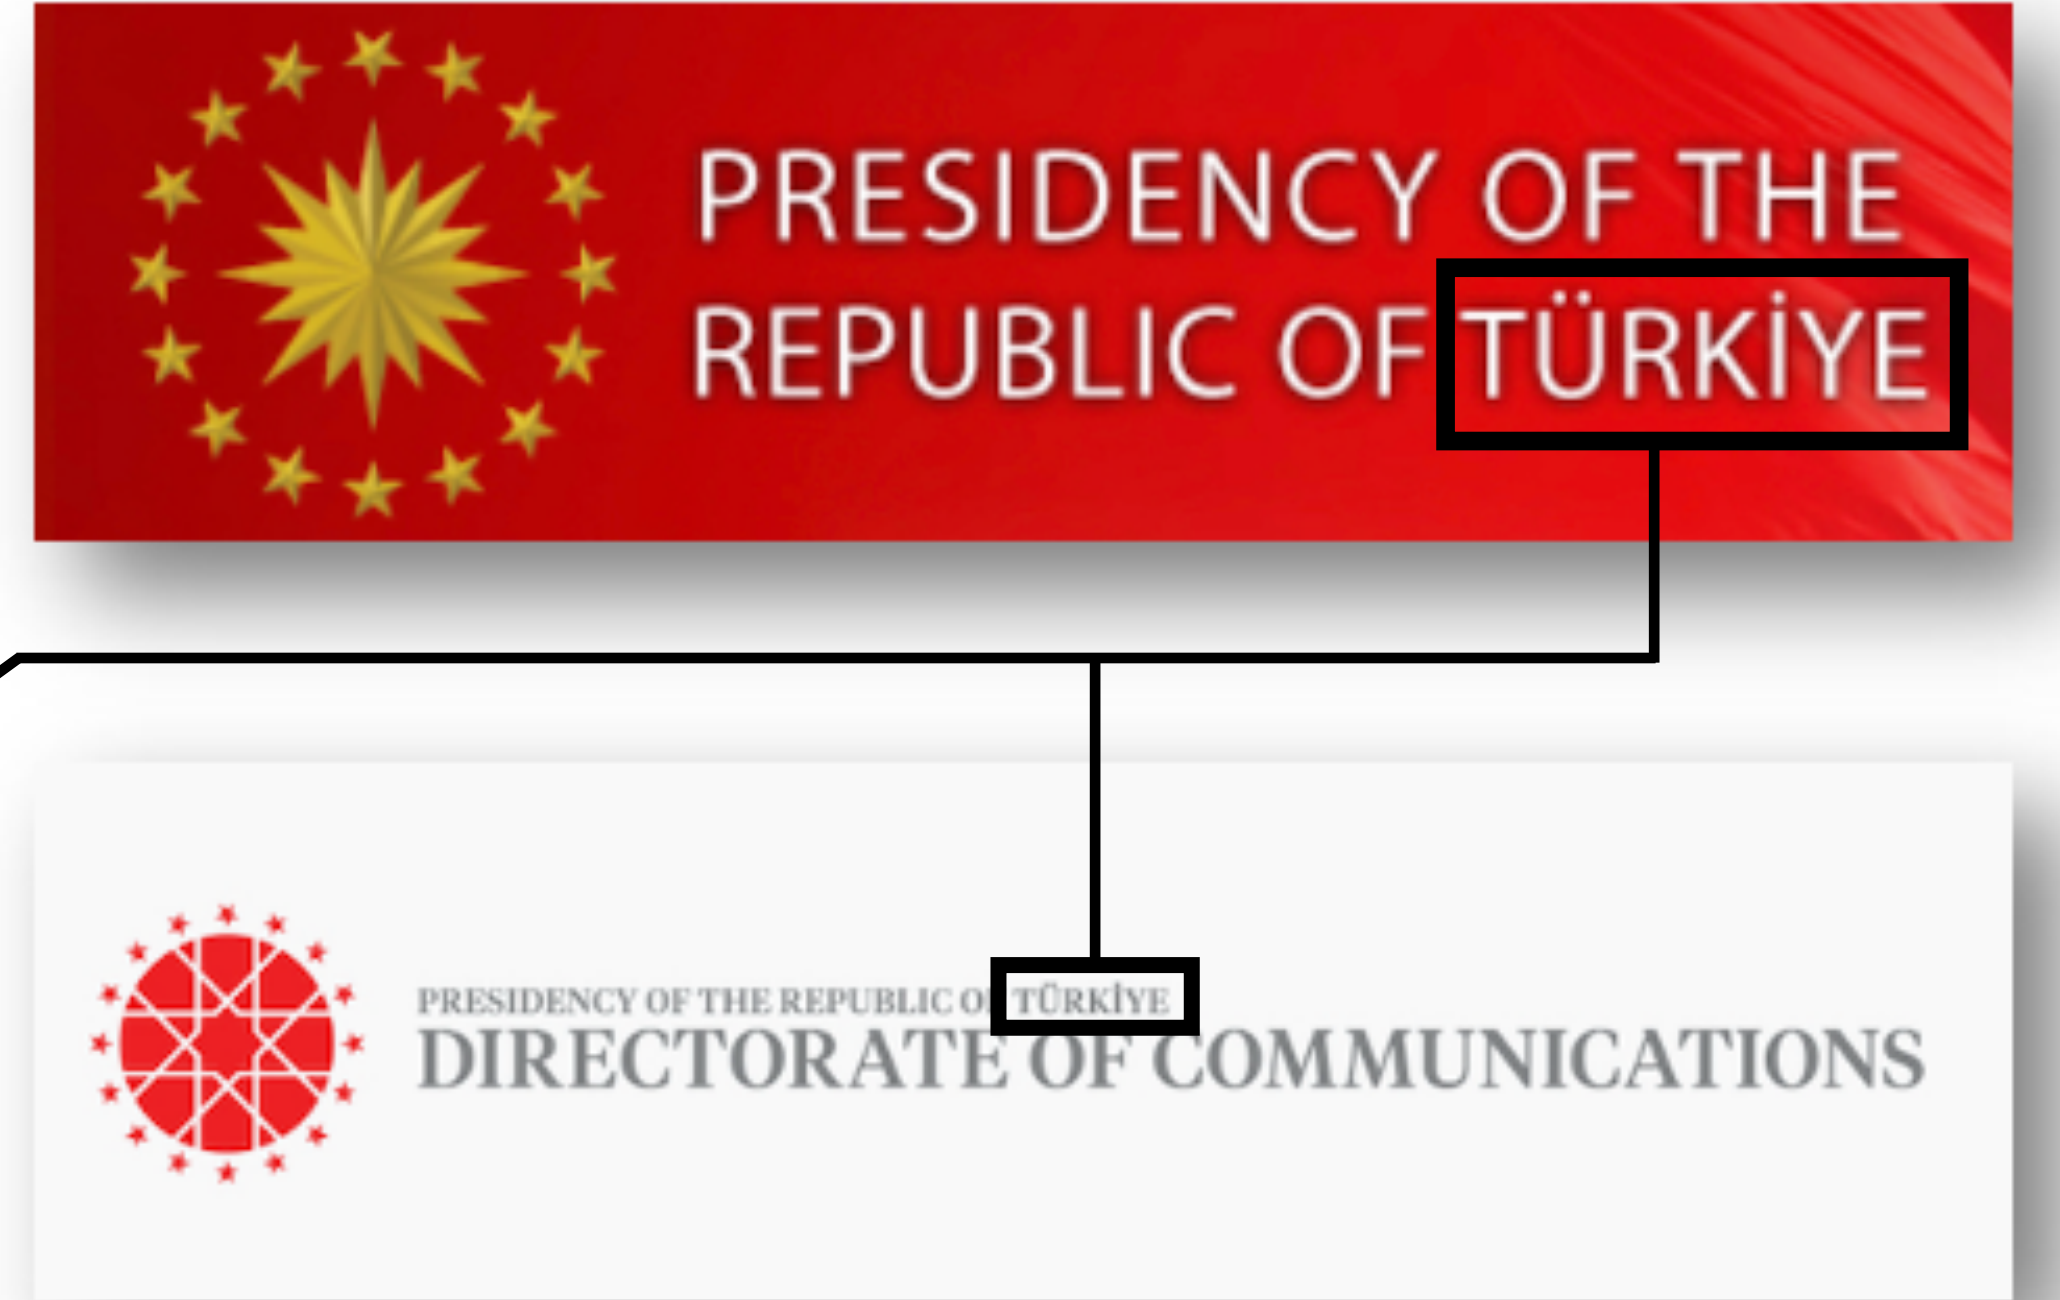 PRESIDENCY OF THE
REPUBLIC OF TÜRKİYE
PRESIDENCY OF THE REPUBLIC OF TÜRKİYE
DIRECTORATE OF COMMUNICATIONS